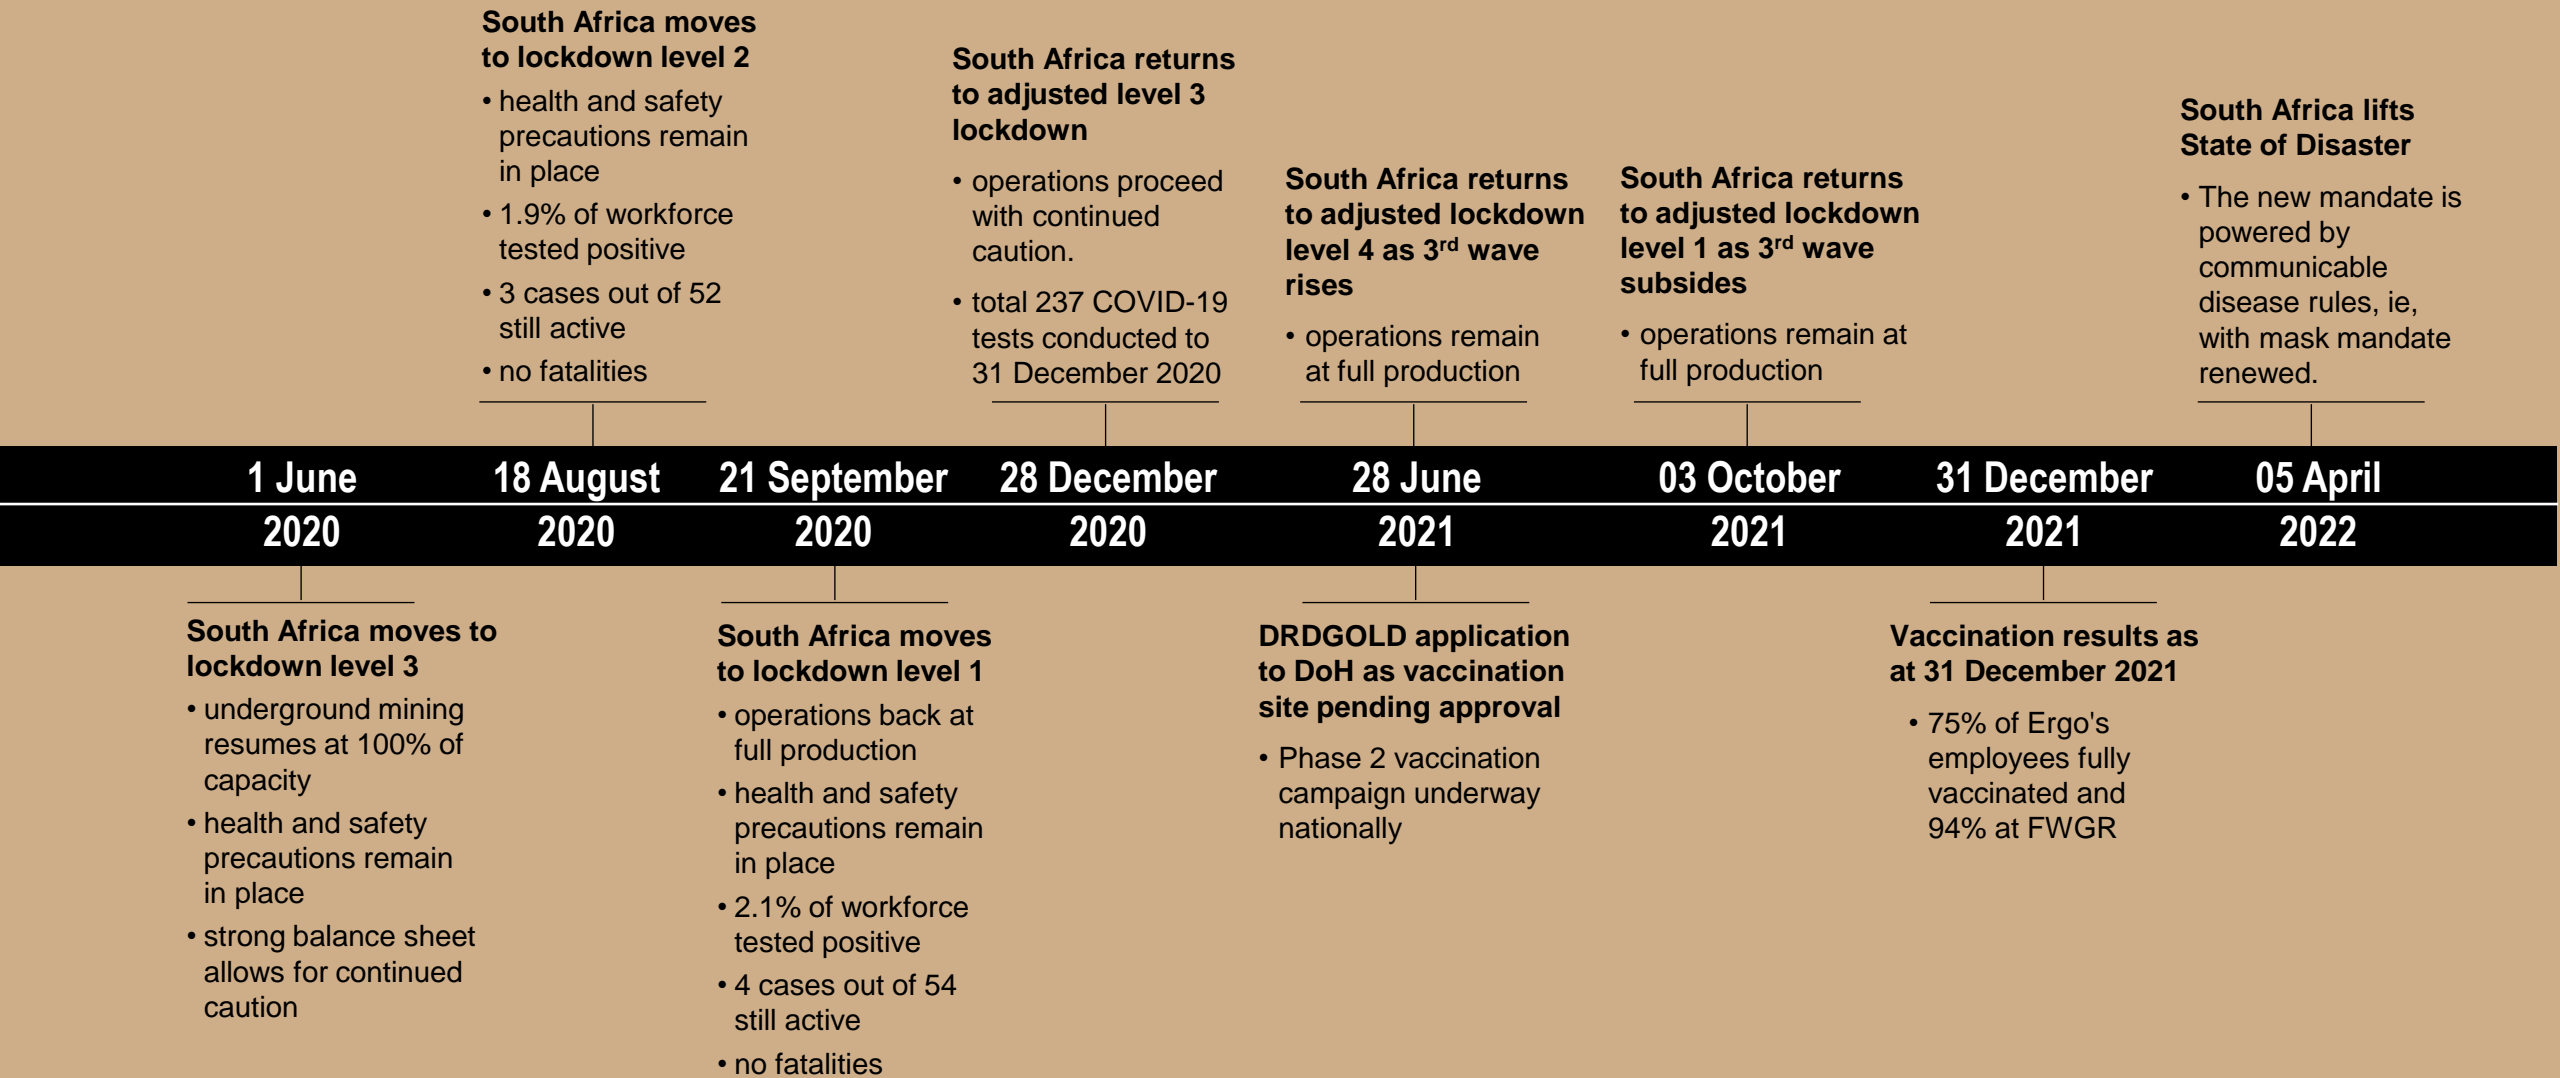 South Africa moves
to lockdown level 2
• health and safety
precautions remain
in place
• 1.9% of workforce
tested positive
• 3 cases out of 52
still active
• no fatalities
South Africa returns
to adjusted level 3
lockdown
• operations proceed
with continued
caution.
• total 237 COVID-19
tests conducted to
31 December 2020
South Africa returns
to adjusted lockdown
level 4 as 3rd wave
rises
• operations remain
at full production
South Africa returns
to adjusted lockdown
level 1 as 3rd wave
subsides
• operations remain at
full production
South Africa lifts
State of Disaster
• The new mandate is
powered by
communicable
disease rules, ie,
with mask mandate
renewed.
1 June 18 August 21 September 28 December 28 June 03 October 31 December 05 April
2020 2020 2020 2020 2021 2021 2021 2022
South Africa moves to
lockdown level 3
• underground mining
resumes at 100% of
capacity
• health and safety
precautions remain
in place
• strong balance sheet
allows for continued
caution
South Africa moves
to lockdown level 1
• operations back at
full production
• health and safety
precautions remain
in place
• 2.1% of workforce
tested positive
• 4 cases out of 54
still active
• no fatalities
DRDGOLD application
to DoH as vaccination
site pending approval
• Phase 2 vaccination
campaign underway
nationally
Vaccination results as
at 31 December 2021
• 75% of Ergo's
employees fully
vaccinated and
94% at FWGR